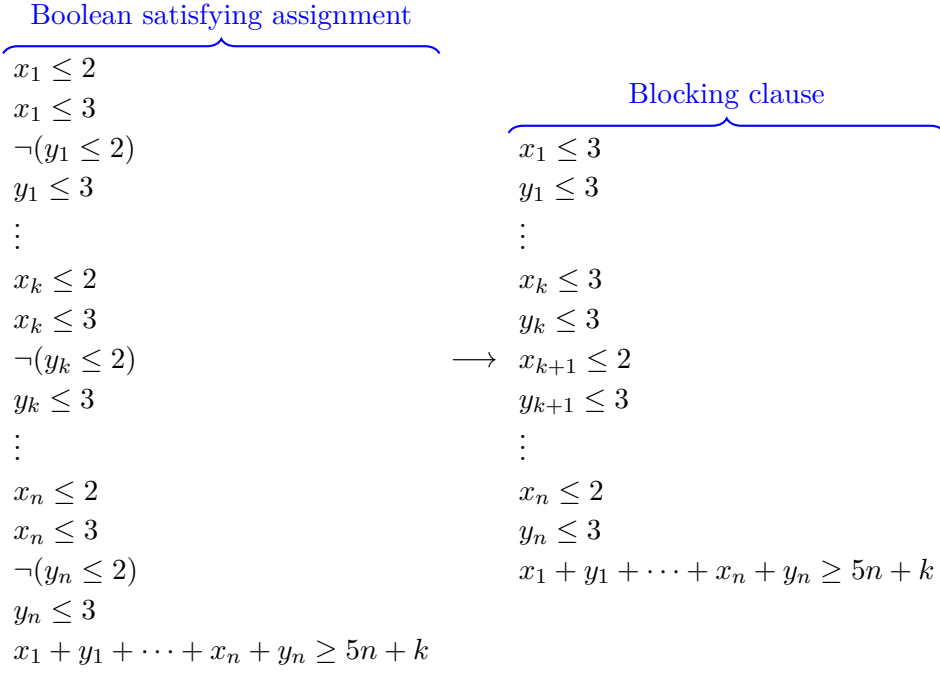 Boolean satisfying assignment
x₁ ≤ 2
x₁ ≤ 3
¬(y₁ ≤ 2)
y₁ ≤ 3
⋮
xₖ ≤ 2
xₖ ≤ 3
¬(yₖ ≤ 2)
yₖ ≤ 3
⋮
xₙ ≤ 2
xₙ ≤ 3
¬(yₙ ≤ 2)
yₙ ≤ 3
x₁ + y₁ + ⋯ + xₙ + yₙ ≥ 5n + k
⟶
Blocking clause
x₁ ≤ 3
y₁ ≤ 3
⋮
xₖ ≤ 3
yₖ ≤ 3
xₖ₊₁ ≤ 2
yₖ₊₁ ≤ 3
⋮
xₙ ≤ 2
yₙ ≤ 3
x₁ + y₁ + ⋯ + xₙ + yₙ ≥ 5n + k